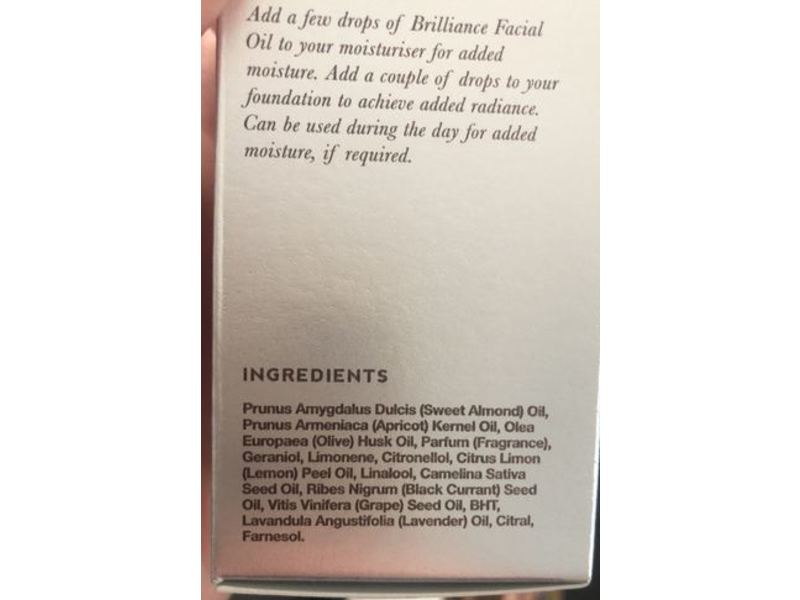 Add a few drops of Brilliance Facial
Oil to your moisturiser for added
moisture. Add a couple of drops to your
foundation to achieve added radiance.
Can be used during the day for added
moisture, if required.
INGREDIENTS
Prunus Amygdalus Dulcis (Sweet Almond) Oil,
Prunus Armeniaca (Apricot) Kernel Oil, Olea
Europaea (Olive) Husk Oil, Parfum (Fragrance),
Geraniol, Limonene, Citronellol, Citrus Limon
(Lemon) Peel Oil, Linalool, Camelina Sativa
Seed Oil, Ribes Nigrum (Black Currant) Seed
Oil, Vitis Vinifera (Grape) Seed Oil, BHT,
Lavandula Angustifolia (Lavender) Oil, Citral,
Farnesol.